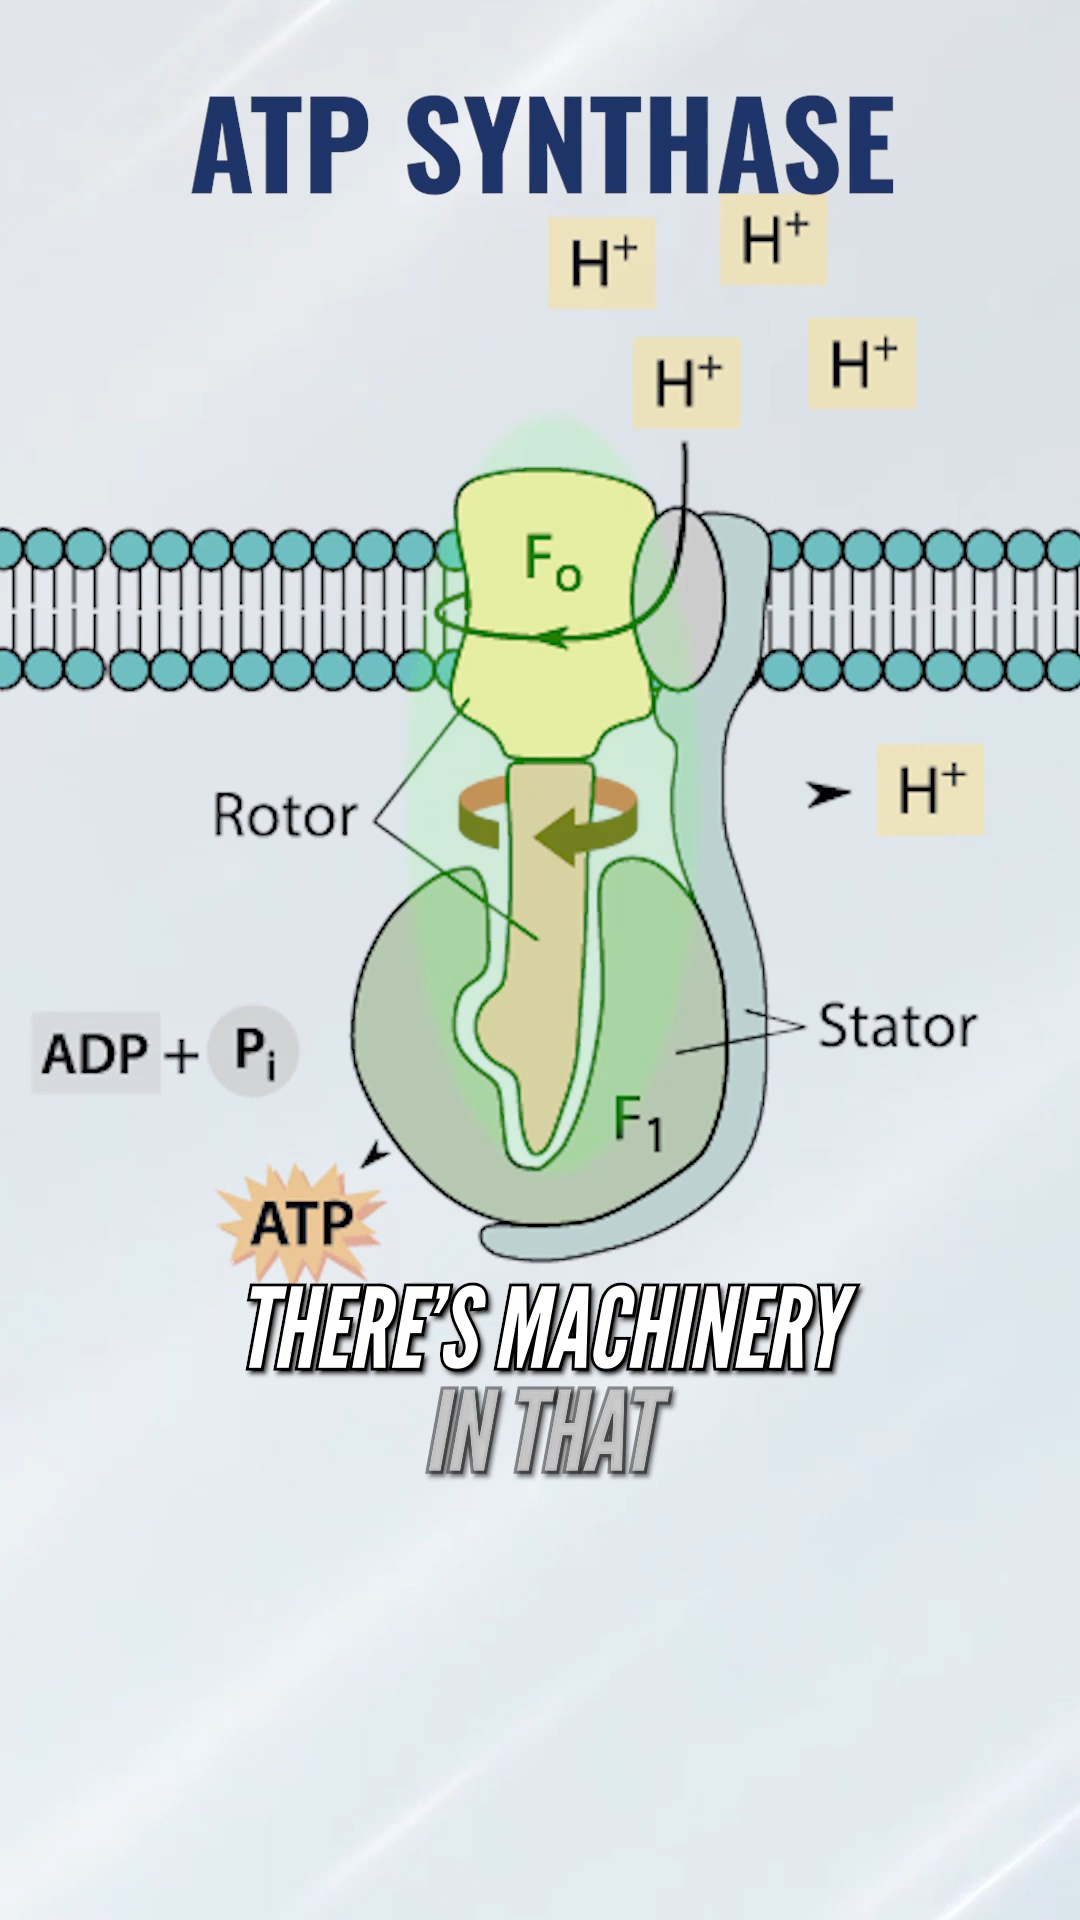 ATP SYNTHASE
H⁺
H⁺
H⁺
H⁺
Fₒ
H⁺
Rotor
Stator
ADP + Pᵢ
F₁
ATP
THERE'S MACHINERY
IN THAT